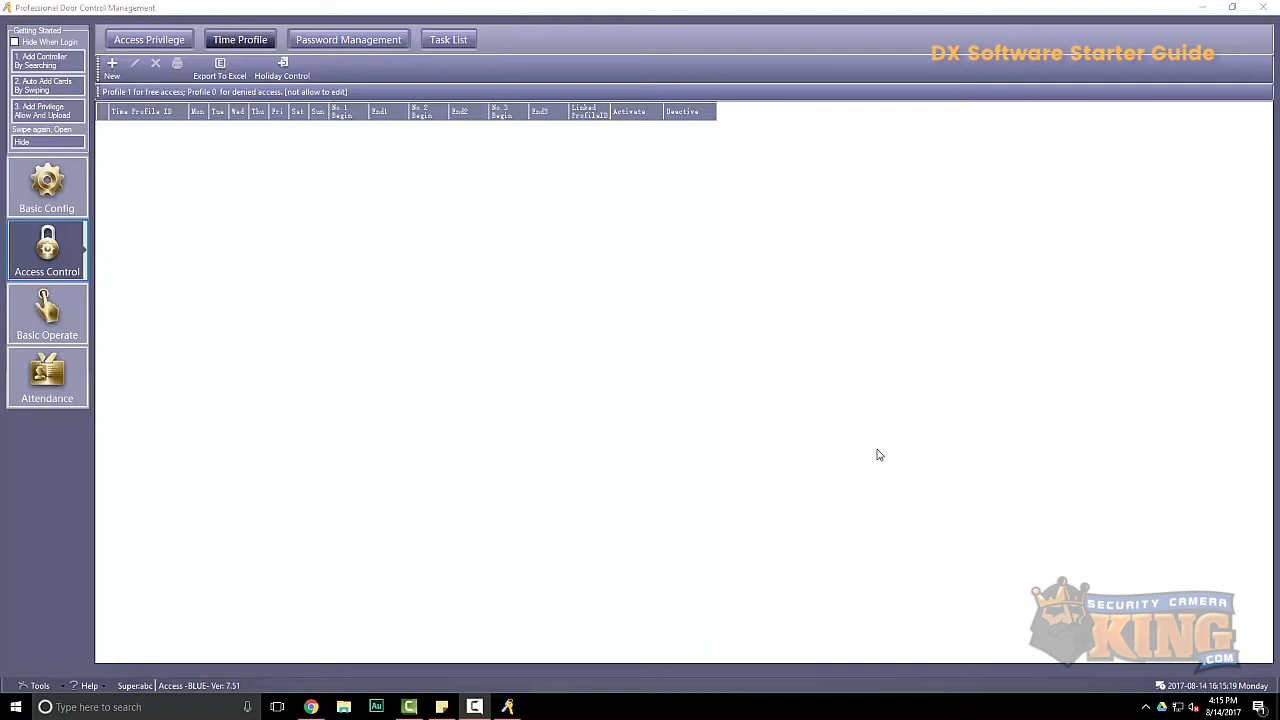 Professional Door Control Management
Getting Started
Hide When Login
1. Add Controller
By Searching
2. Auto Add Cards
By Swiping
3. Add Privilege
Allow And Upload
Swipe again, Open
Hide
Basic Config
Access Control
Basic Operate
Attendance
Access Privilege
Time Profile
Password Management
Task List
DX Software Starter Guide
New
Export To Excel
Holiday Control
Profile 1 for free access; Profile 0 for denied access. [not allow to edit]
Time Profile ID Mon Tue Wed Thu Fri Sat Sun No.1 Begin End1 No.2 Begin End2 No.3 Begin End3 Linked ProfileID Activate Deactive
SECURITY CAMERA
KING
.COM
Tools
? Help
Super:abc
Access -BLUE- Ver: 7.51
2017-08-14 16:15:19 Monday
Type here to search
Au
4:15 PM
8/14/2017
1